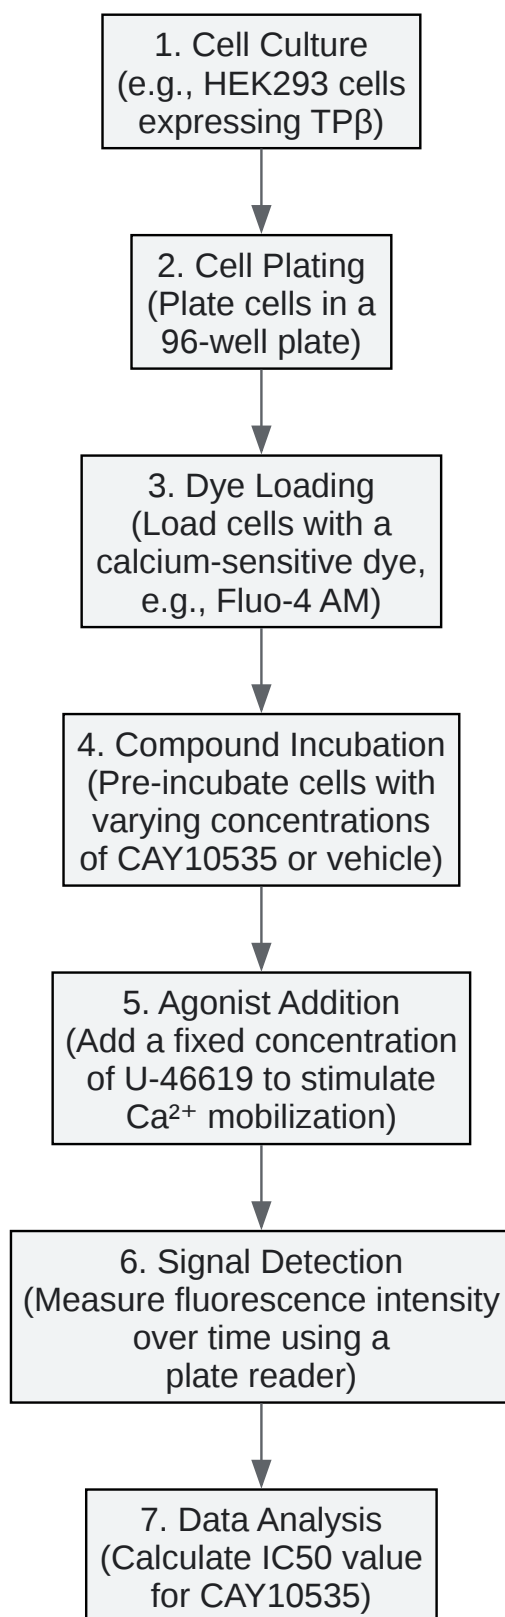 1. Cell Culture
(e.g., HEK293 cells
expressing TPβ)
2. Cell Plating
(Plate cells in a
96-well plate)
3. Dye Loading
(Load cells with a
calcium-sensitive dye,
e.g., Fluo-4 AM)
4. Compound Incubation
(Pre-incubate cells with
varying concentrations
of CAY10535 or vehicle)
5. Agonist Addition
(Add a fixed concentration
of U-46619 to stimulate
Ca²⁺ mobilization)
6. Signal Detection
(Measure fluorescence intensity
over time using a
plate reader)
7. Data Analysis
(Calculate IC50 value
for CAY10535)